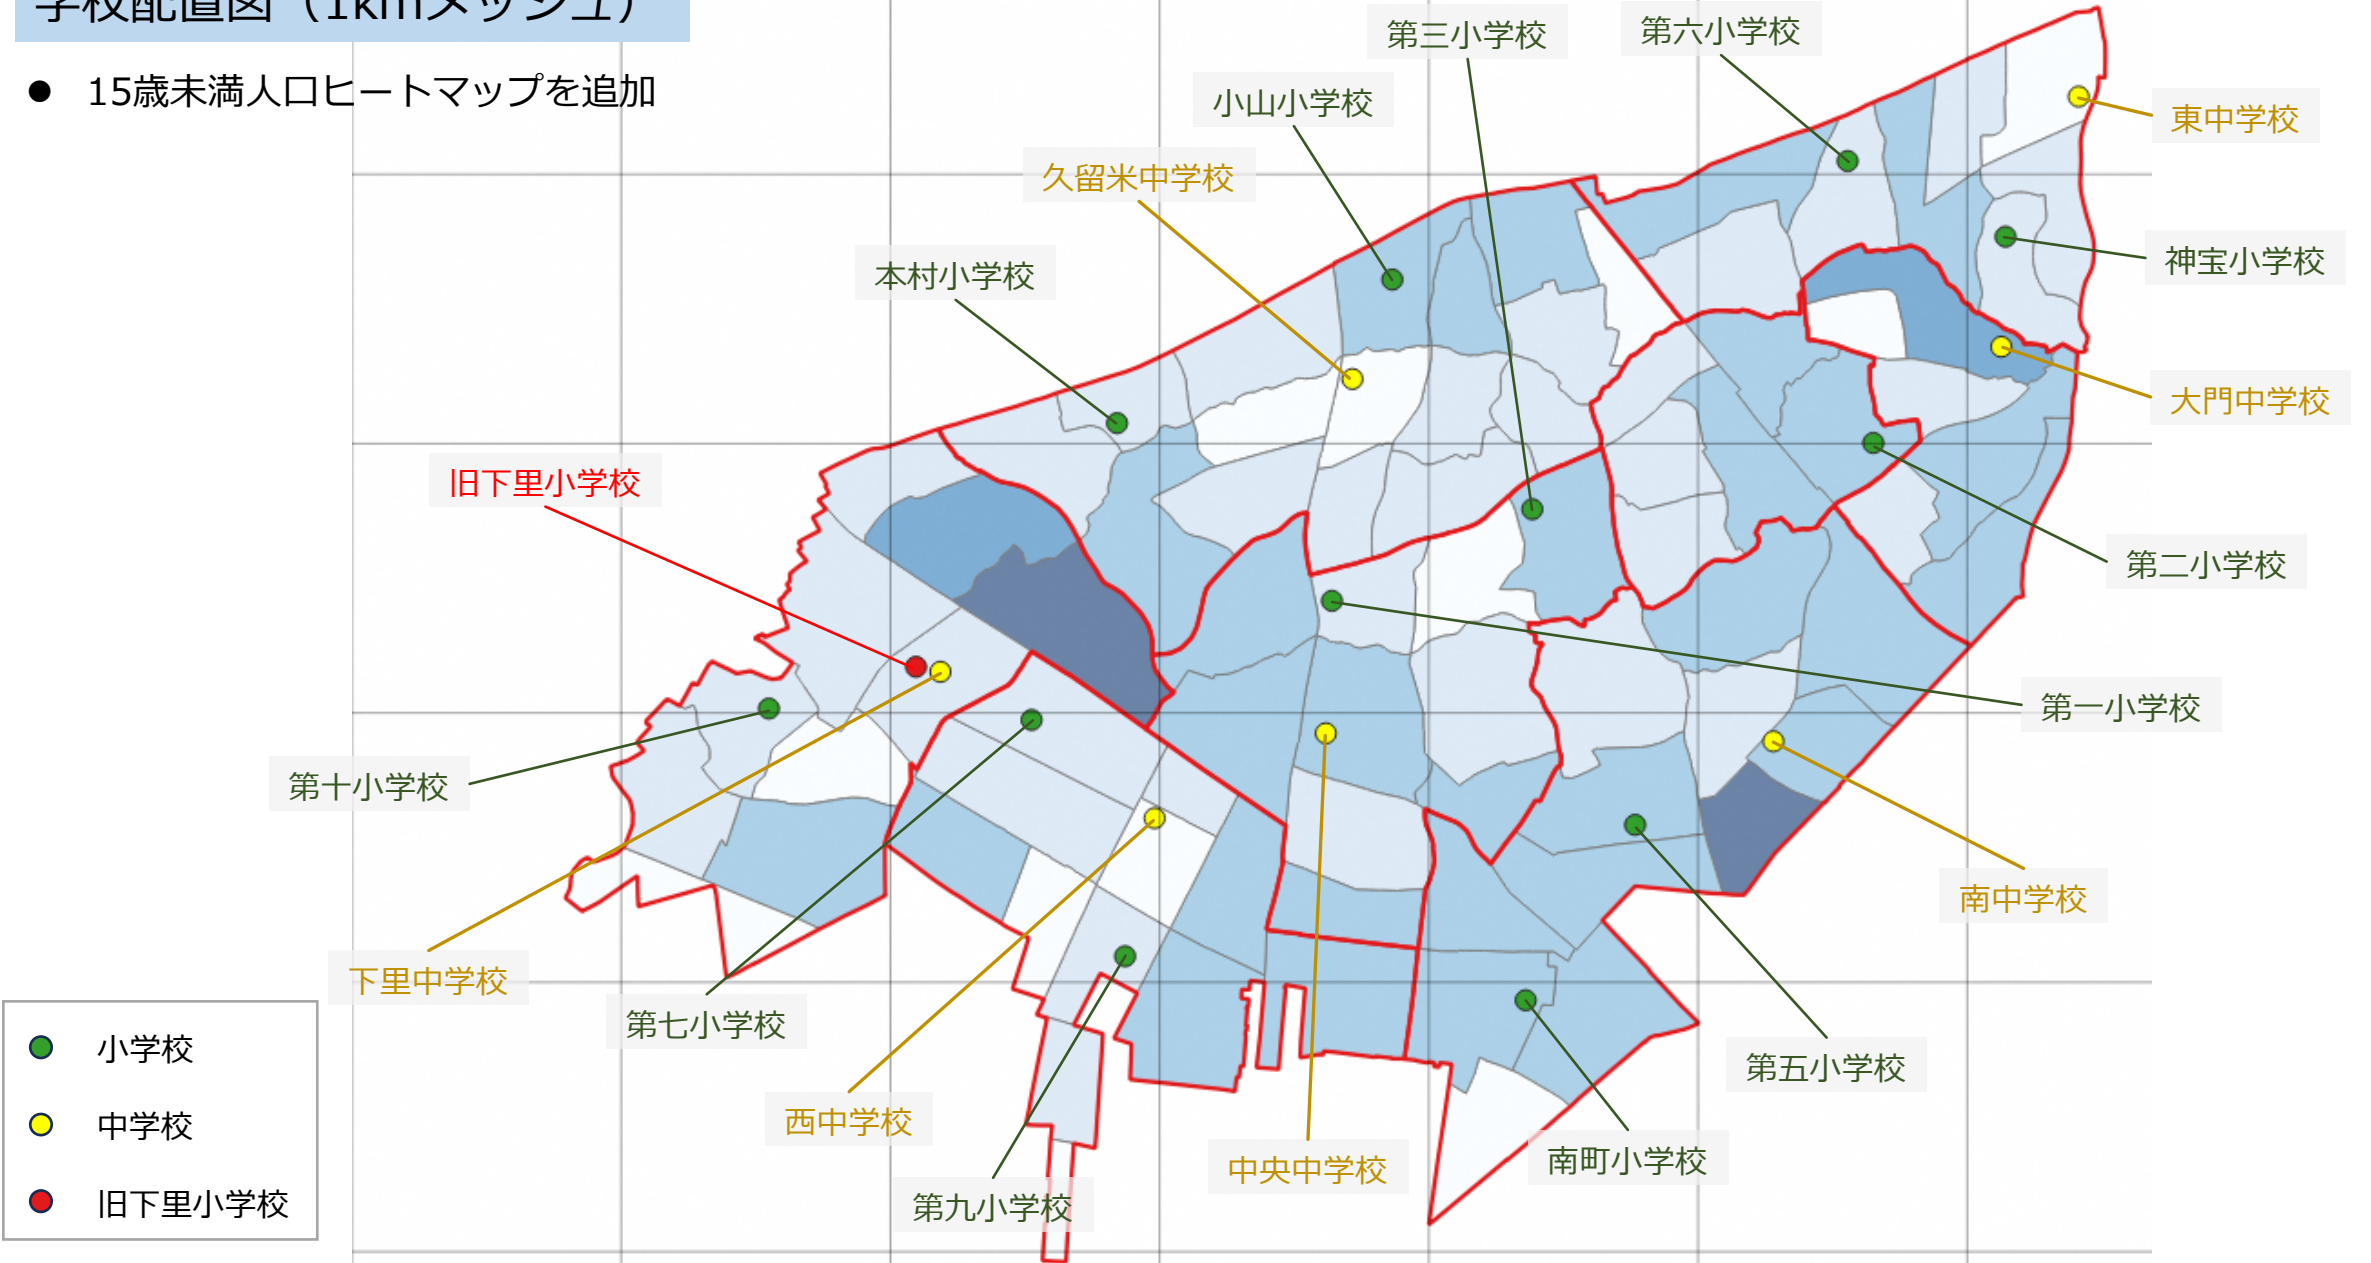 学校配置図（1kmメッシュ）
● 15歳未満人口ヒートマップを追加
第三小学校
第六小学校
小山小学校
東中学校
久留米中学校
神宝小学校
本村小学校
大門中学校
旧下里小学校
第二小学校
第一小学校
第十小学校
南中学校
下里中学校
第七小学校
第五小学校
西中学校
南町小学校
中央中学校
第九小学校
小学校
中学校
旧下里小学校